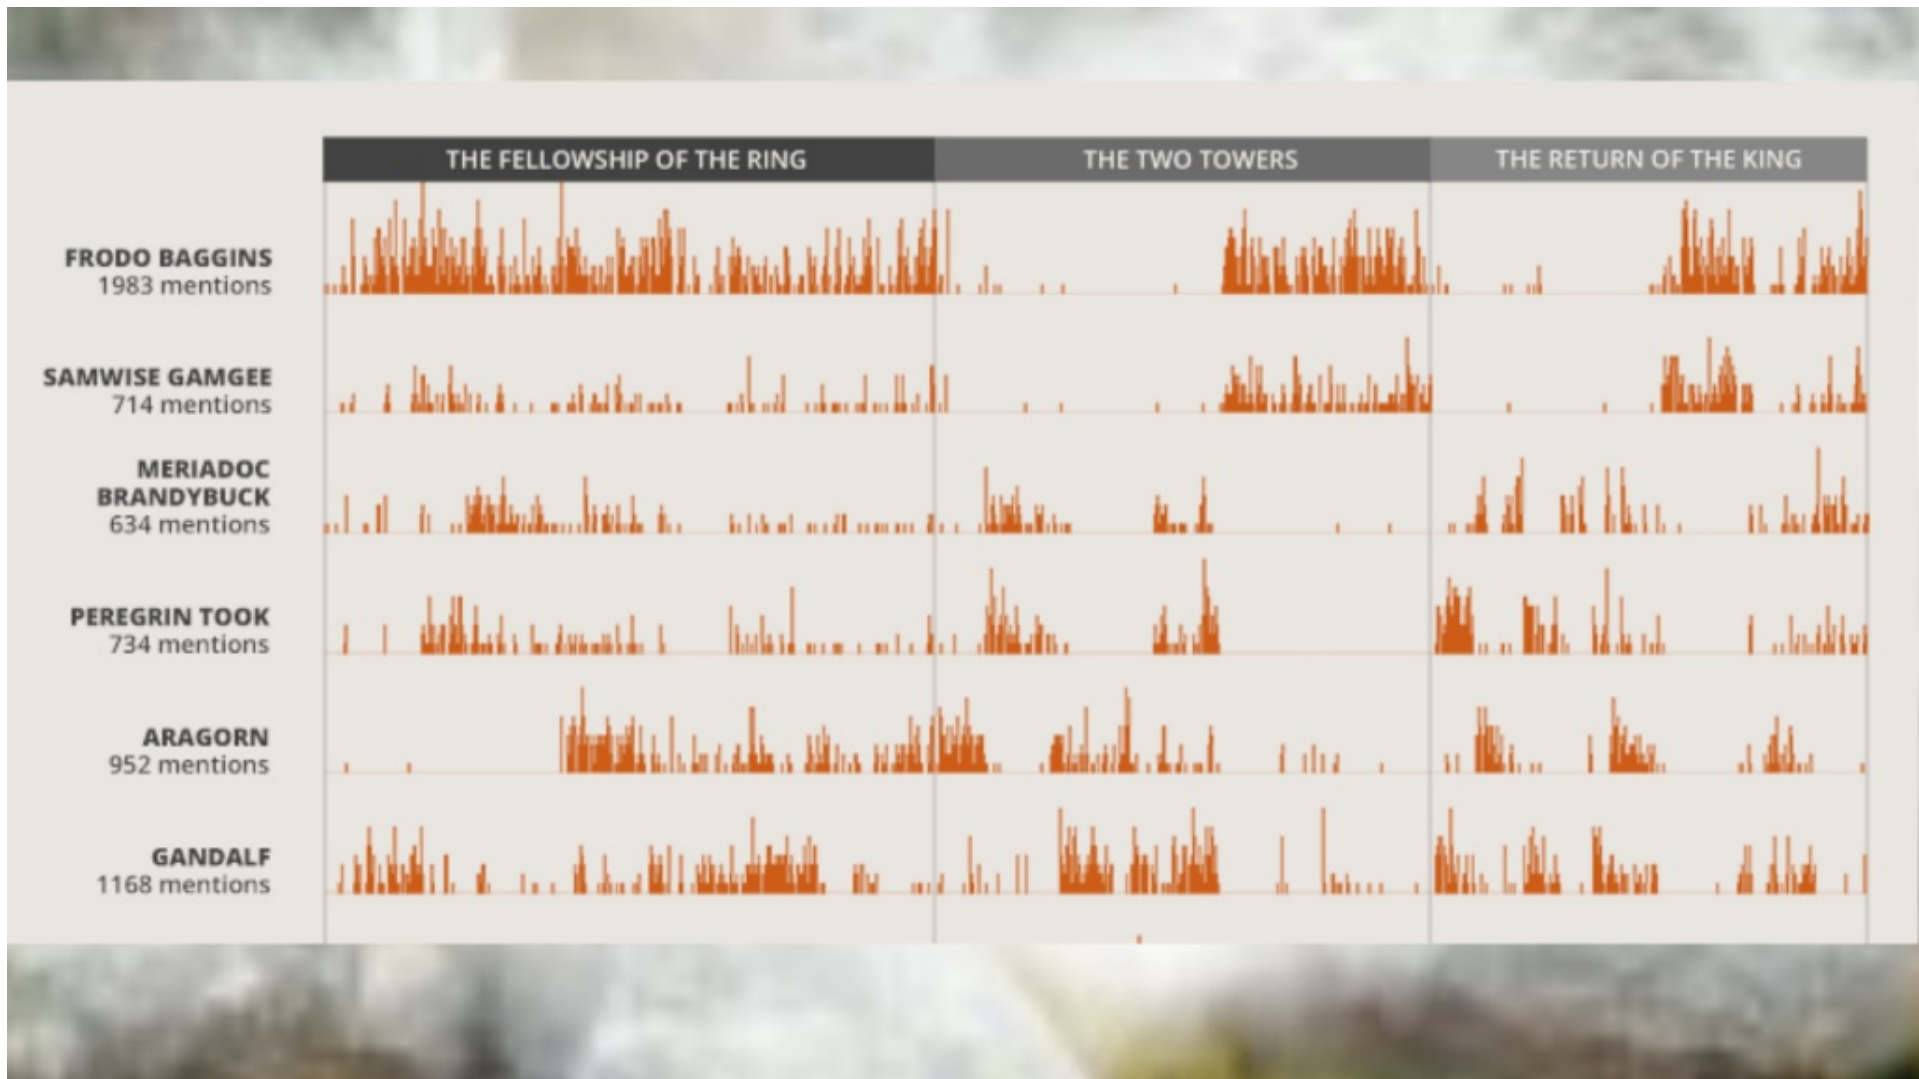 THE FELLOWSHIP OF THE RING
THE TWO TOWERS
THE RETURN OF THE KING
FRODO BAGGINS
1983 mentions
SAMWISE GAMGEE
714 mentions
MERIADOC
BRANDYBUCK
634 mentions
PEREGRIN TOOK
734 mentions
ARAGORN
952 mentions
GANDALF
1168 mentions